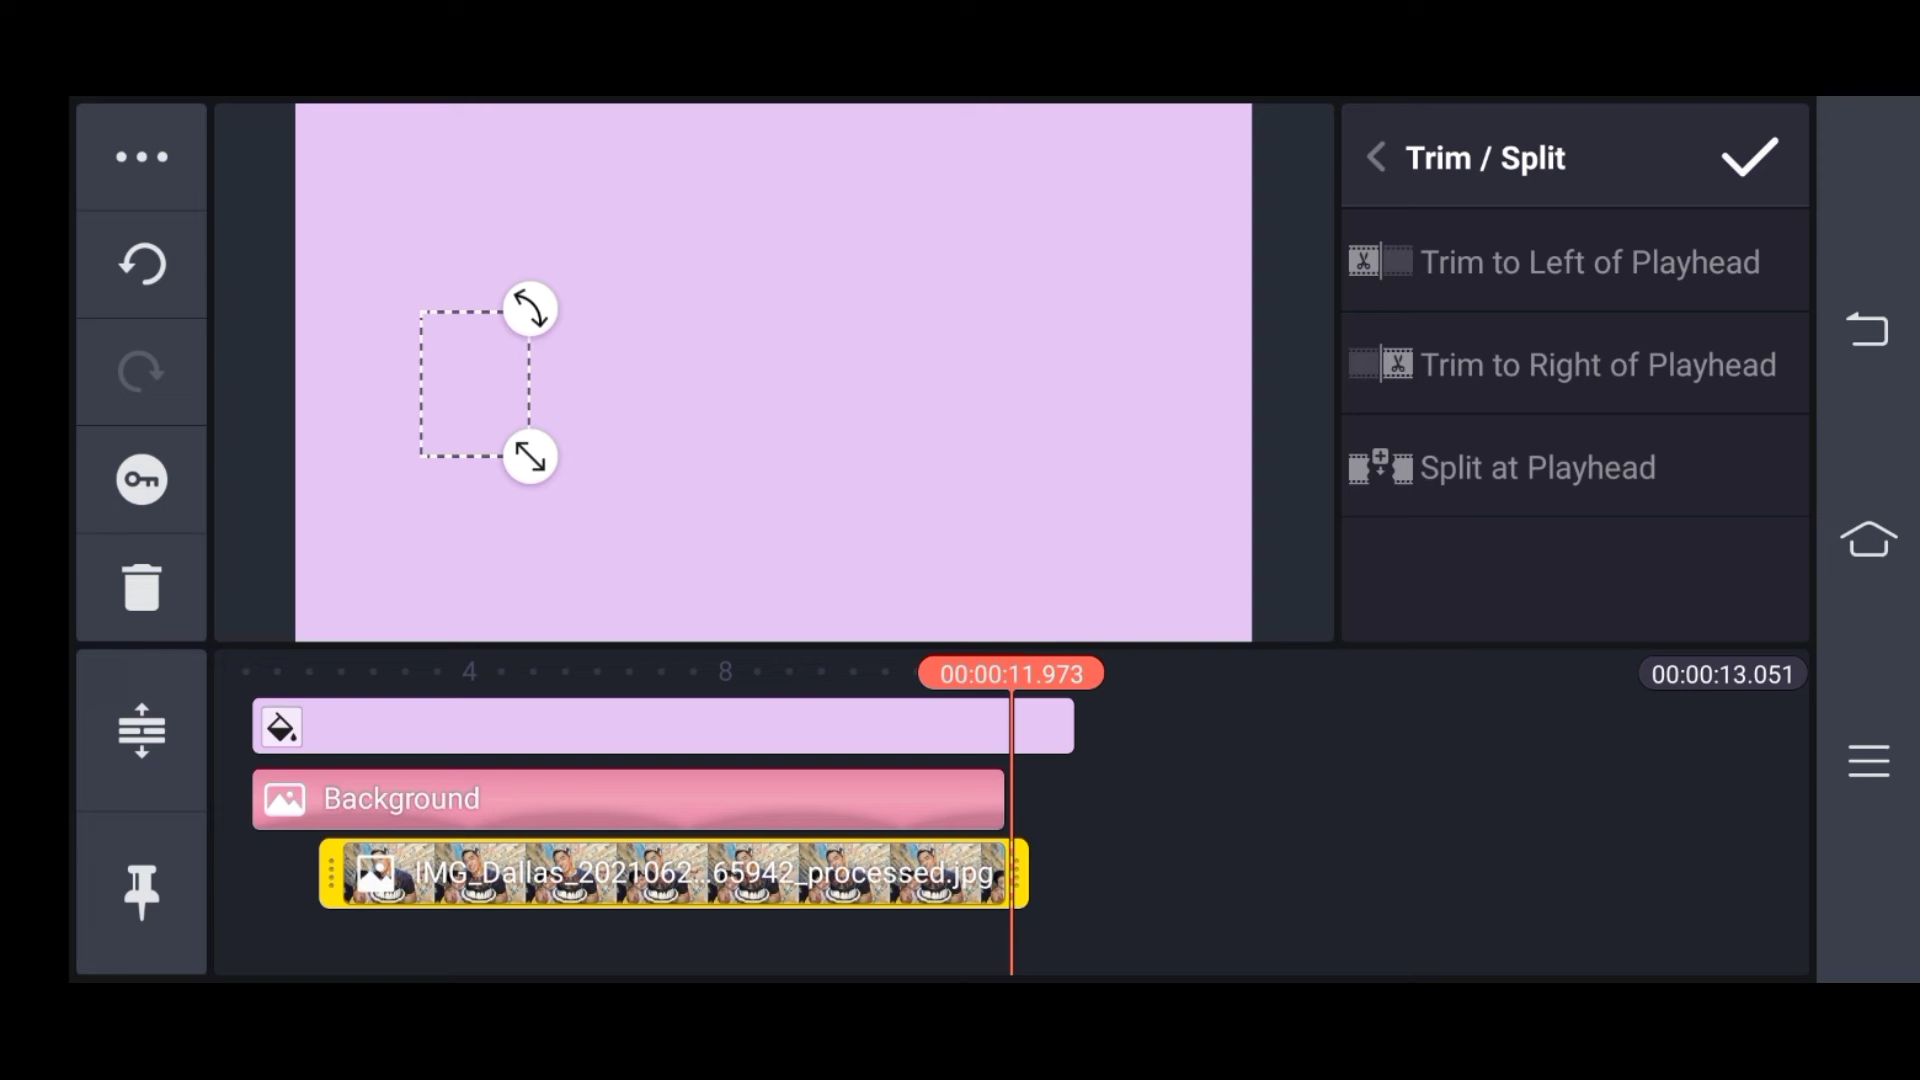 Trim / Split
Trim to Left of Playhead
Trim to Right of Playhead
Split at Playhead
4
8
00:00:11.973
00:00:13.051
Background
IMG_Dallas_2021062...65942_processed.jpg